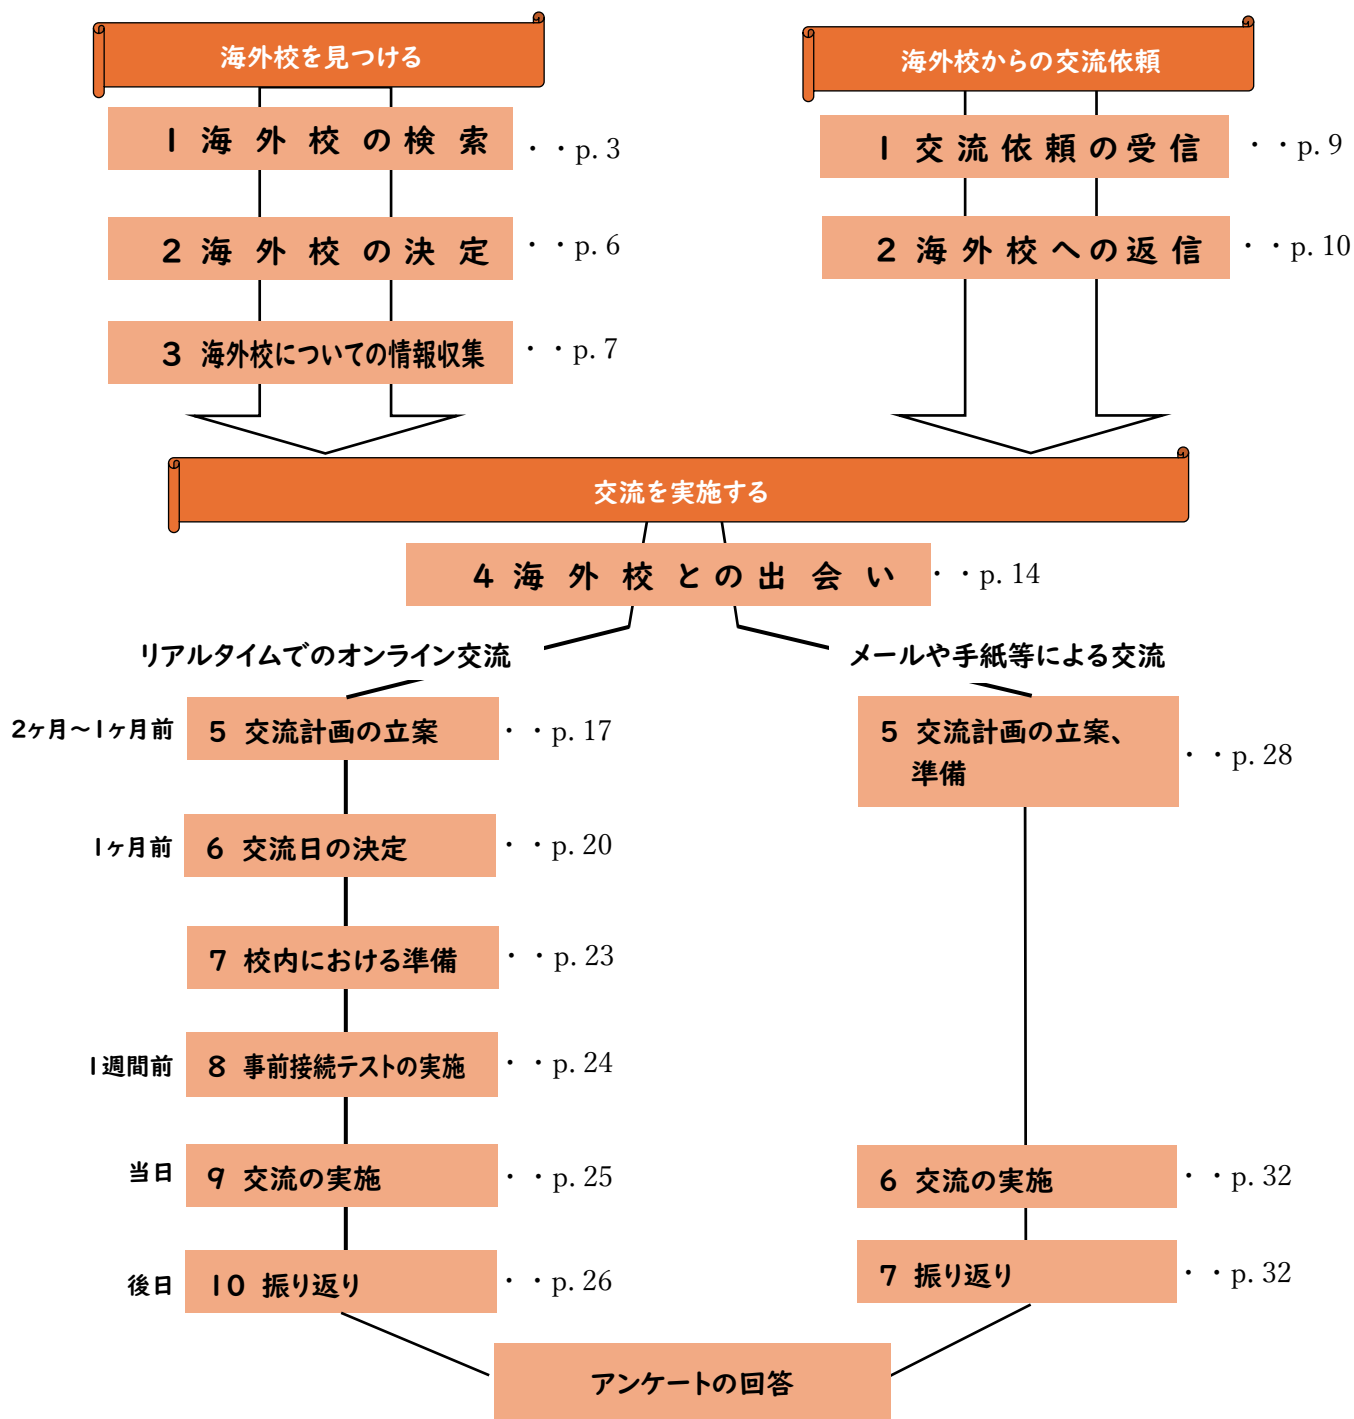 海外校を見つける
1 海外校の検索 ・・p. 3
2 海外校の決定 ・・p. 6
3 海外校についての情報収集 ・・p. 7
海外校からの交流依頼
1 交流依頼の受信 ・・p. 9
2 海外校への返信 ・・p. 10
交流を実施する
4 海外校との出会い ・・p. 14
リアルタイムでのオンライン交流
2ヶ月～1ヶ月前 5 交流計画の立案 ・・p. 17
1ヶ月前 6 交流日の決定 ・・p. 20
7 校内における準備 ・・p. 23
1週間前 8 事前接続テストの実施 ・・p. 24
当日 9 交流の実施 ・・p. 25
後日 10 振り返り ・・p. 26
メールや手紙等による交流
5 交流計画の立案、
準備 ・・p. 28
6 交流の実施 ・・p. 32
7 振り返り ・・p. 32
アンケートの回答